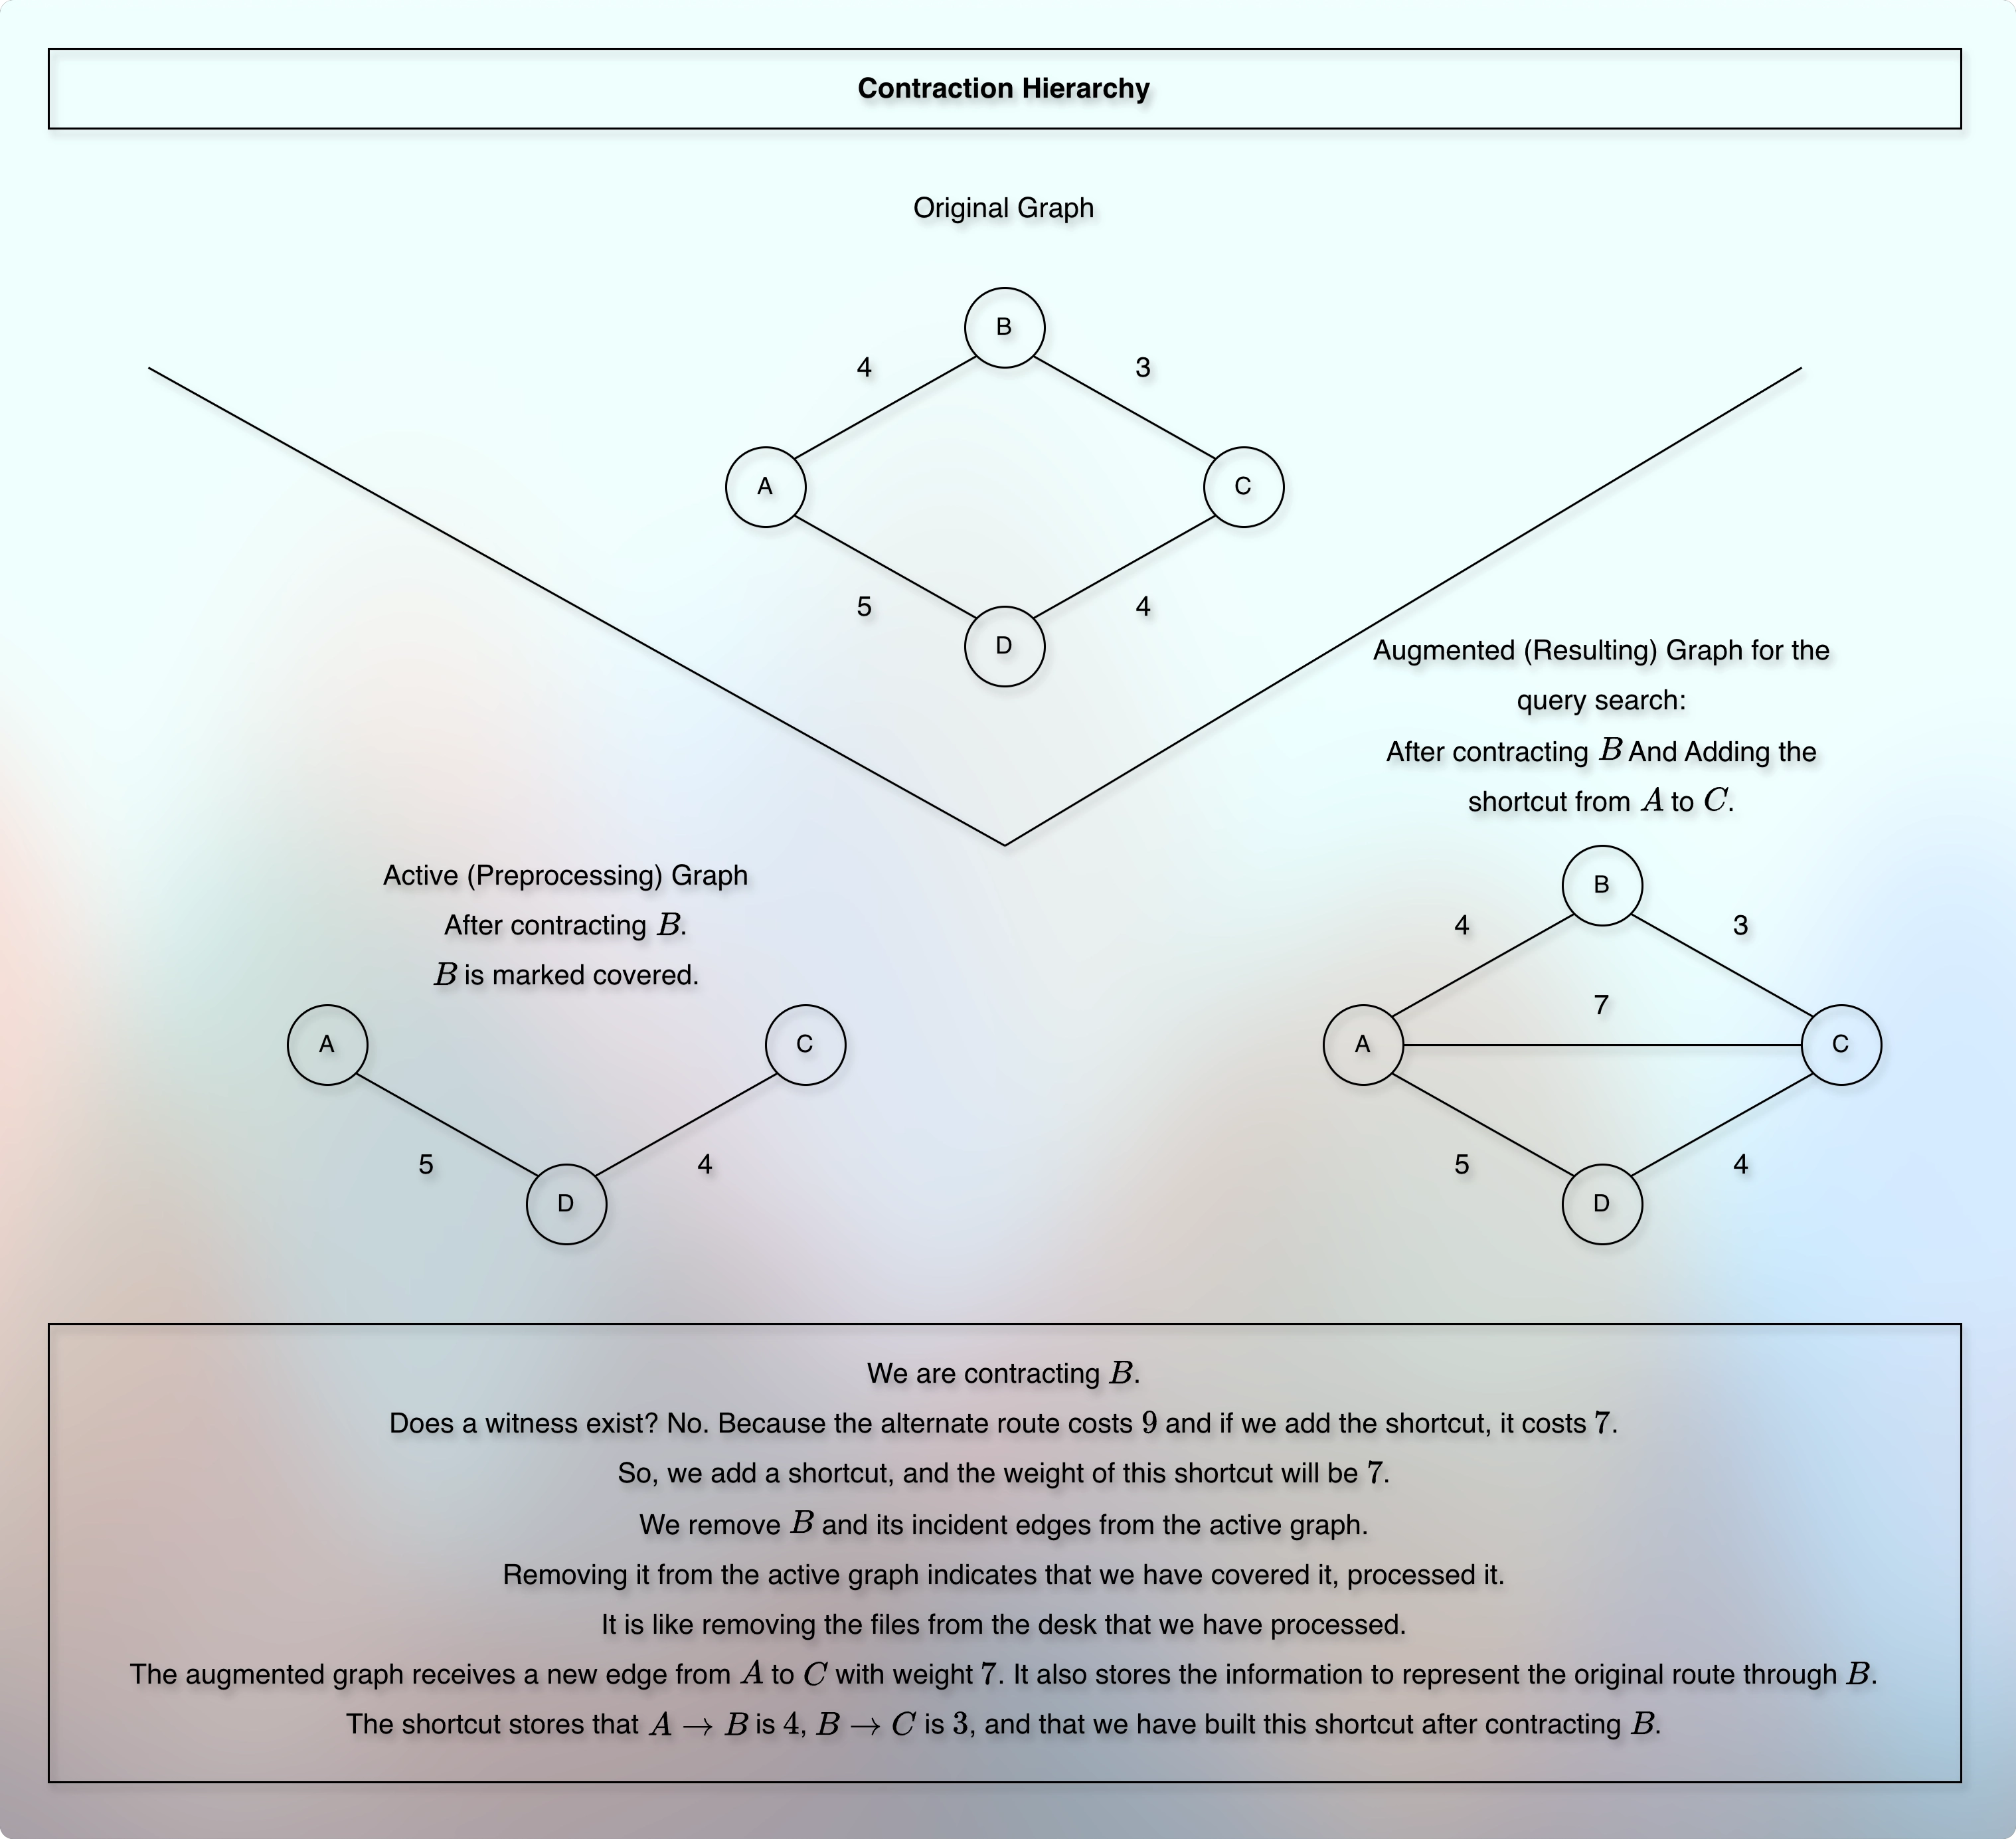 Contraction Hierarchy
Original Graph
B
4
3
A
C
5
4
D
Augmented (Resulting) Graph for the
query search:
After contracting B And Adding the
shortcut from A to C.
Active (Preprocessing) Graph
After contracting B.
B is marked covered.
A
C
5
4
D
B
4
3
7
A
C
5
4
D
We are contracting B.
Does a witness exist? No. Because the alternate route costs 9 and if we add the shortcut, it costs 7.
So, we add a shortcut, and the weight of this shortcut will be 7.
We remove B and its incident edges from the active graph.
Removing it from the active graph indicates that we have covered it, processed it.
It is like removing the files from the desk that we have processed.
The augmented graph receives a new edge from A to C with weight 7. It also stores the information to represent the original route through B.
The shortcut stores that A → B is 4, B → C is 3, and that we have built this shortcut after contracting B.